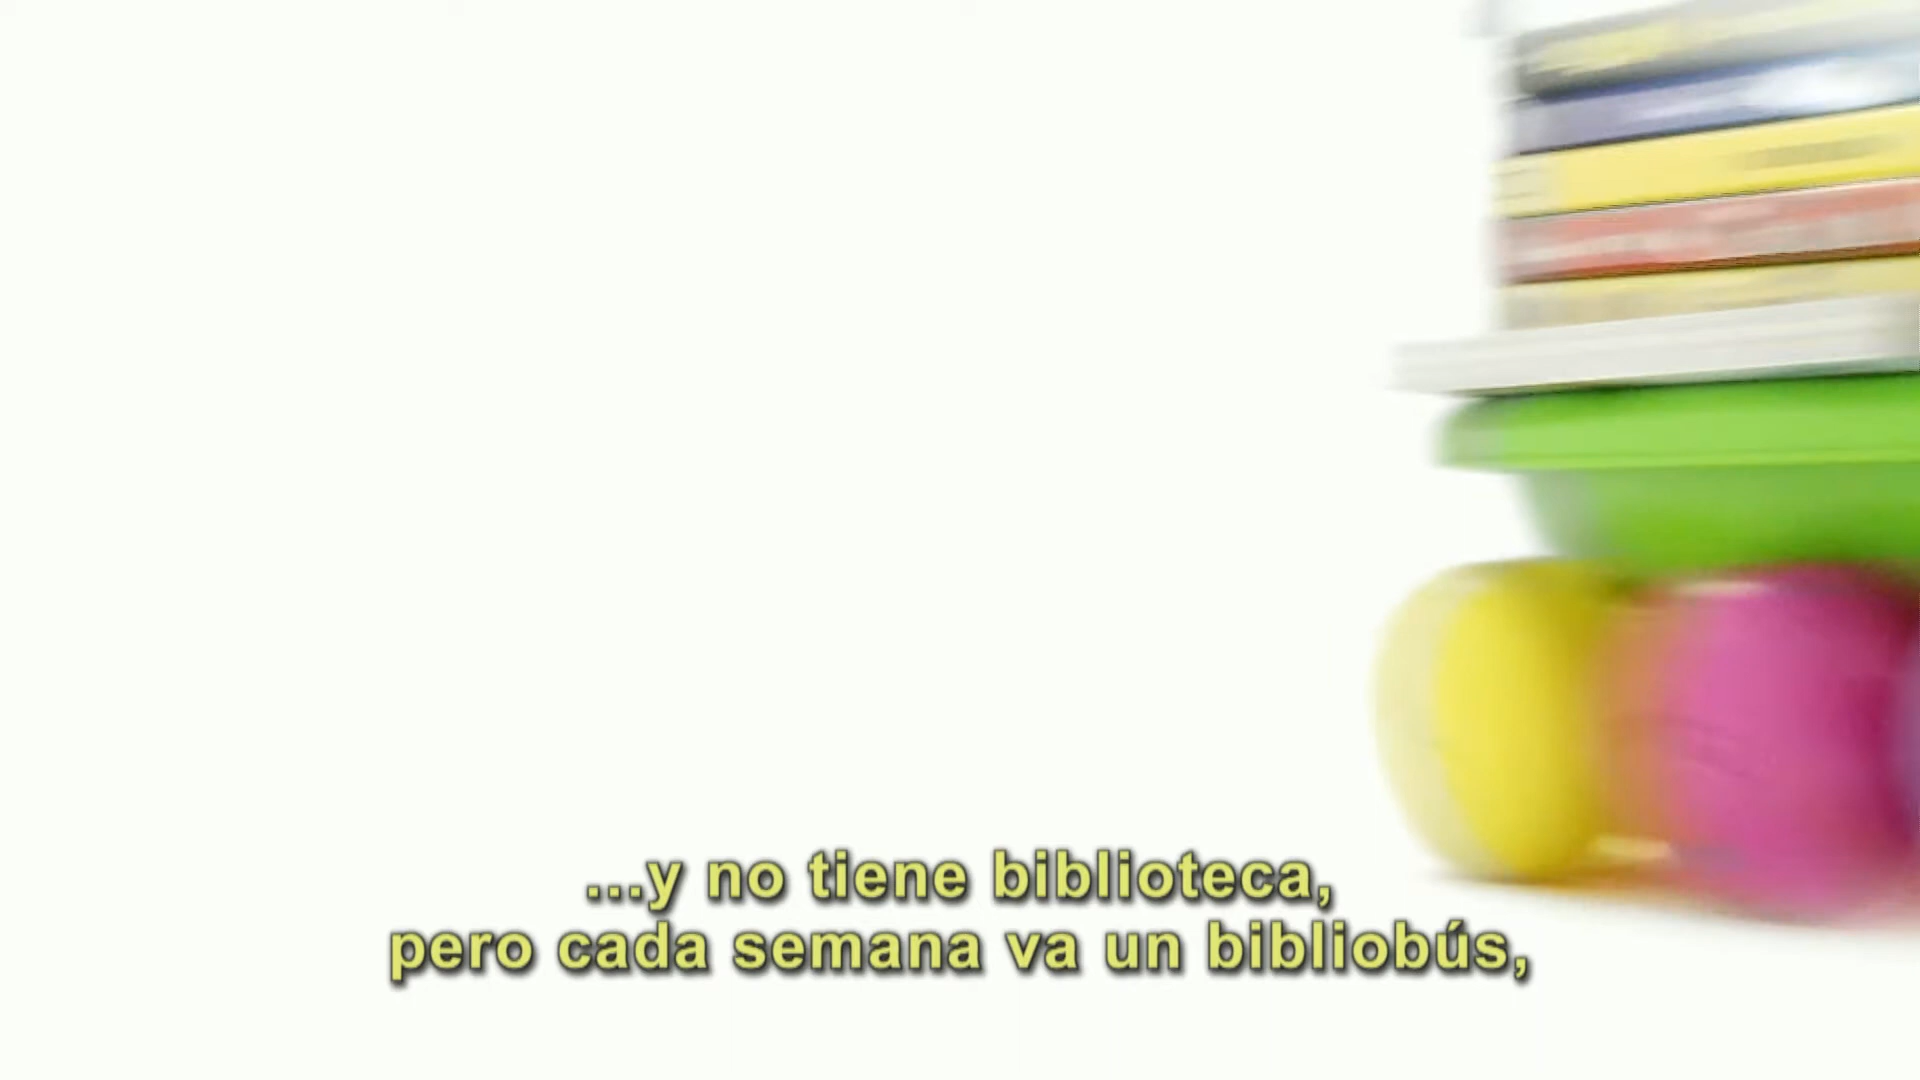 ...y no tiene biblioteca,
pero cada semana va un bibliobús,